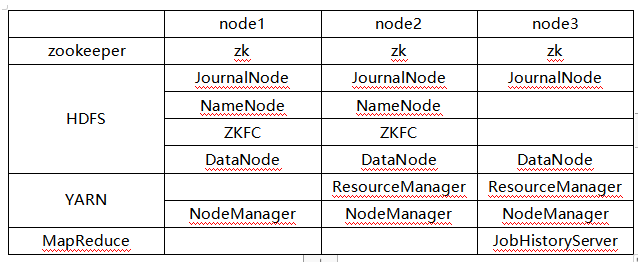 node1 node2 node3
zookeeper zk zk zk
HDFS JournalNode JournalNode JournalNode
NameNode NameNode
ZKFC ZKFC
DataNode DataNode DataNode
YARN ResourceManager ResourceManager
NodeManager NodeManager NodeManager
MapReduce JobHistoryServer